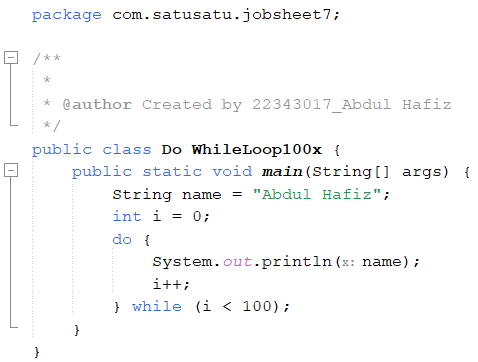 package com.satusatu.jobsheet7;
/**
 *
 * @author Created by 22343017_Abdul Hafiz
 */
public class Do WhileLoop100x {
    public static void main(String[] args) {
        String name = "Abdul Hafiz";
        int i = 0;
        do {
            System.out.println(x: name);
            i++;
        } while (i < 100);
    }
}